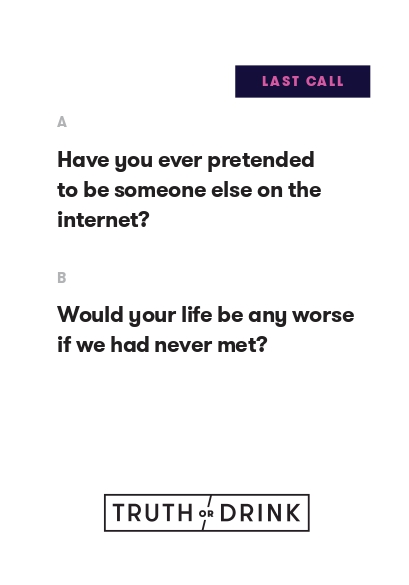 LAST CALL
A
Have you ever pretended
to be someone else on the
internet?
B
Would your life be any worse
if we had never met?
TRUTH OR DRINK